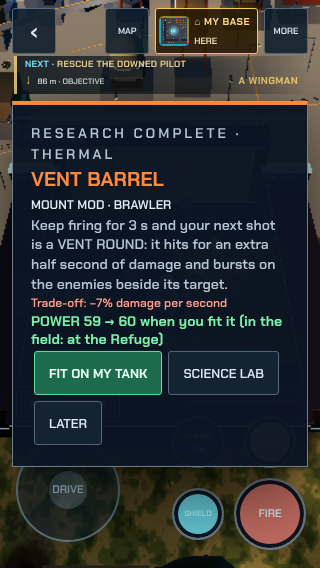 ‹
MAP
⌂ MY BASE
HERE
MORE
NEXT · RESCUE THE DOWNED PILOT
↓ 86 m · OBJECTIVE
A WINGMAN
RESEARCH COMPLETE ·
THERMAL
VENT BARREL
MOUNT MOD · BRAWLER
Keep firing for 3 s and your next shot
is a VENT ROUND: it hits for an extra
half second of damage and bursts on
the enemies beside its target.
Trade-off: −7% damage per second
POWER 59 → 60 when you fit it (in the
field: at the Refuge)
FIT ON MY TANK
SCIENCE LAB
LATER
DRIVE
SHIELD
FIRE